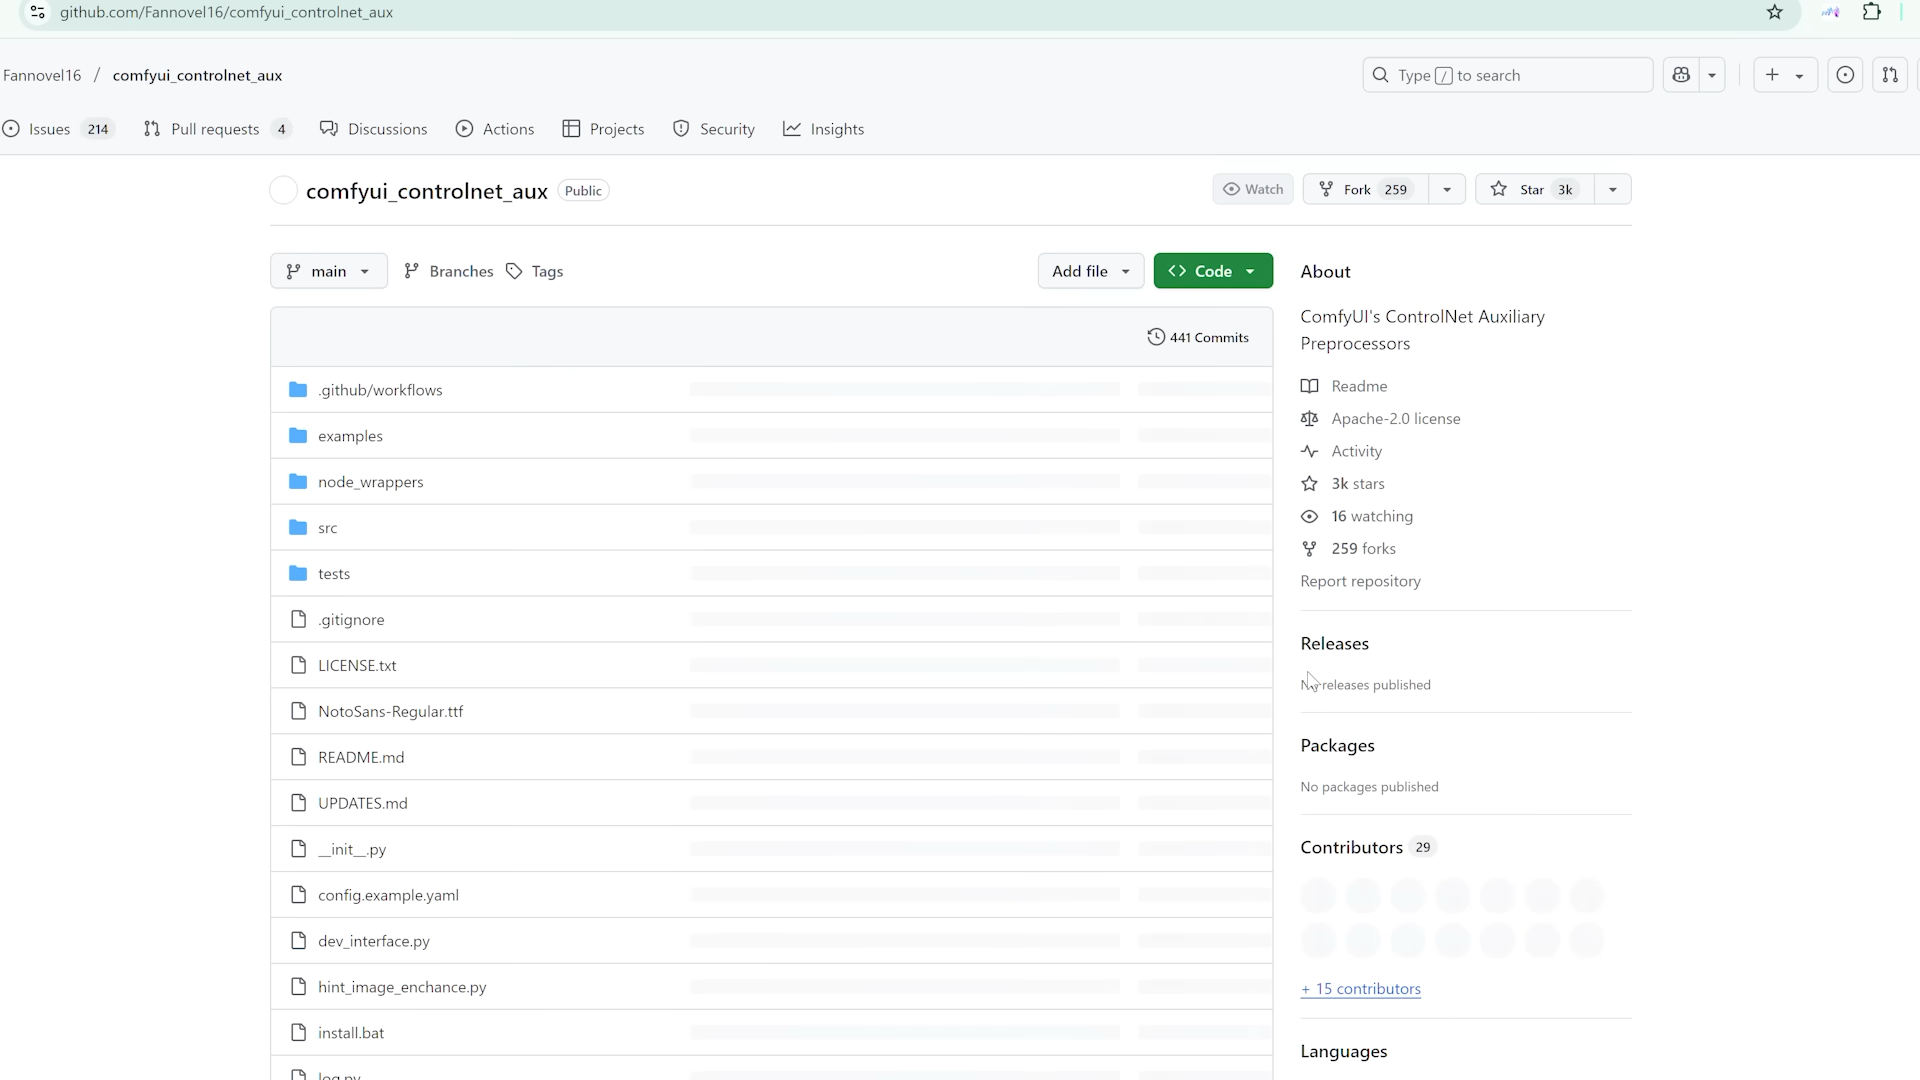 github.com/Fannovel16/comfyui_controlnet_aux
Fannovel16 / comfyui_controlnet_aux
Type / to search
Issues 214 Pull requests 4 Discussions Actions Projects Security Insights
comfyui_controlnet_aux Public
Watch Fork 259 Star 3k
main Branches Tags Add file Code
441 Commits
.github/workflows
examples
node_wrappers
src
tests
.gitignore
LICENSE.txt
NotoSans-Regular.ttf
README.md
UPDATES.md
__init__.py
config.example.yaml
dev_interface.py
hint_image_enchance.py
install.bat
log.py
About
ComfyUI's ControlNet Auxiliary
Preprocessors
Readme
Apache-2.0 license
Activity
3k stars
16 watching
259 forks
Report repository
Releases
No releases published
Packages
No packages published
Contributors 29
+ 15 contributors
Languages